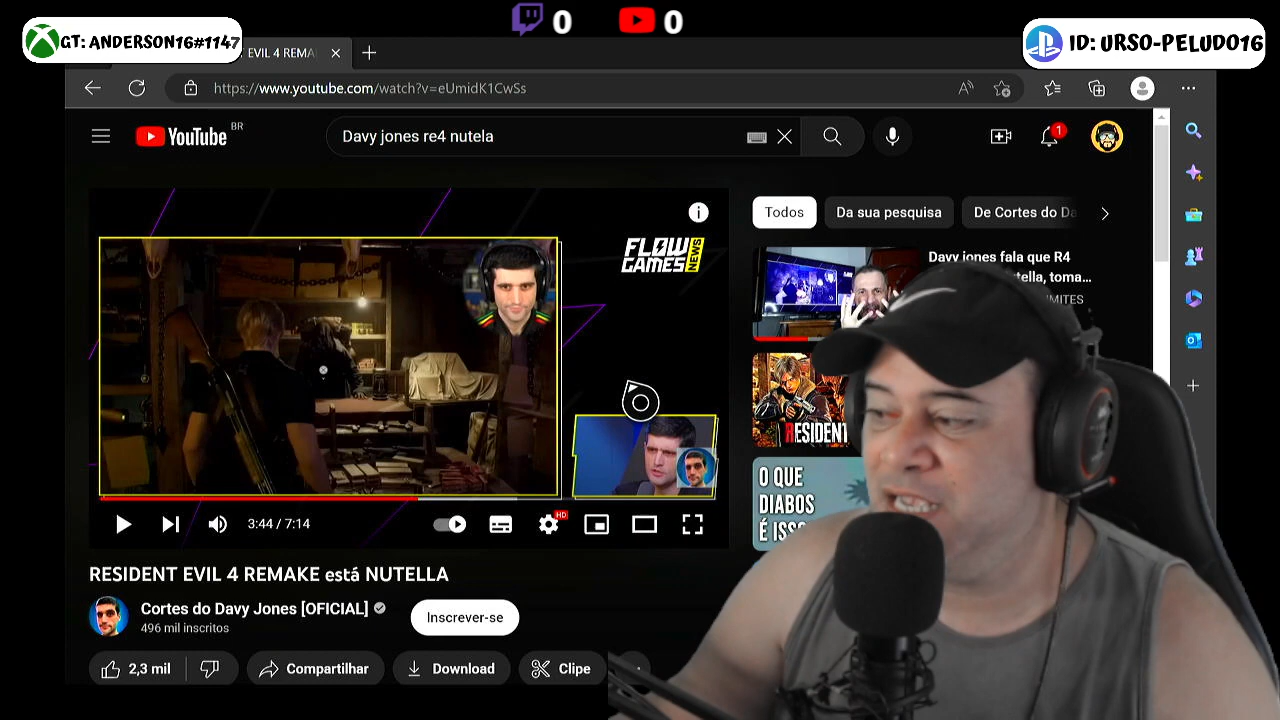 0
0
GT: ANDERSON16#1147
EVIL 4 REMA
ID: URSO-PELUDO16
https://www.youtube.com/watch?v=eUmidK1CwSs
YouTube BR
Davy jones re4 nutela
1
Todos
Da sua pesquisa
De Cortes do Da
FLOW
GAMES
NEWS
Davy jones fala que R4
tella, toma...
RESIDENT
O QUE
DIABOS
É ISSO
3:44 / 7:14
HD
RESIDENT EVIL 4 REMAKE está NUTELLA
Cortes do Davy Jones [OFICIAL]
496 mil inscritos
Inscrever-se
2,3 mil
Compartilhar
Download
Clipe